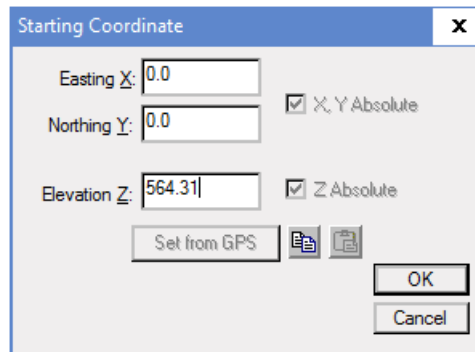 Starting Coordinate
Easting X: 0.0
X, Y Absolute
Northing Y: 0.0
Elevation Z: 564.31
Z Absolute
Set from GPS
OK
Cancel